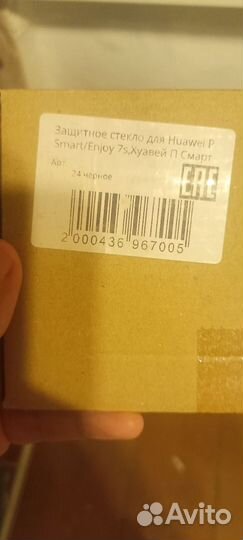 Защитное стекло для Huawei P
Smart/Enjoy 7s,Хуавей П Смарт
Арт.
24 черное
EAC
2 000436 967005
Avito